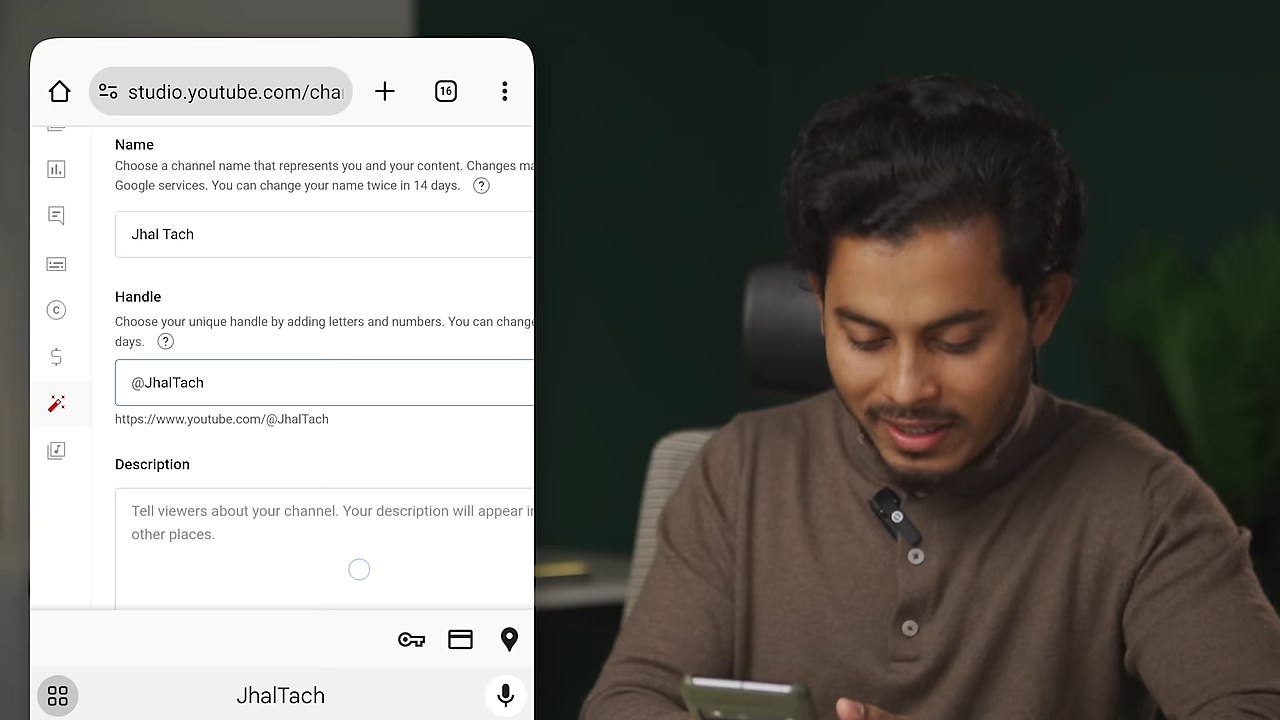 studio.youtube.com/cha
16
Name
Choose a channel name that represents you and your content. Changes ma
Google services. You can change your name twice in 14 days. ?
Jhal Tach
Handle
Choose your unique handle by adding letters and numbers. You can change
days. ?
@JhalTach
https://www.youtube.com/@JhalTach
Description
Tell viewers about your channel. Your description will appear in
other places.
JhalTach